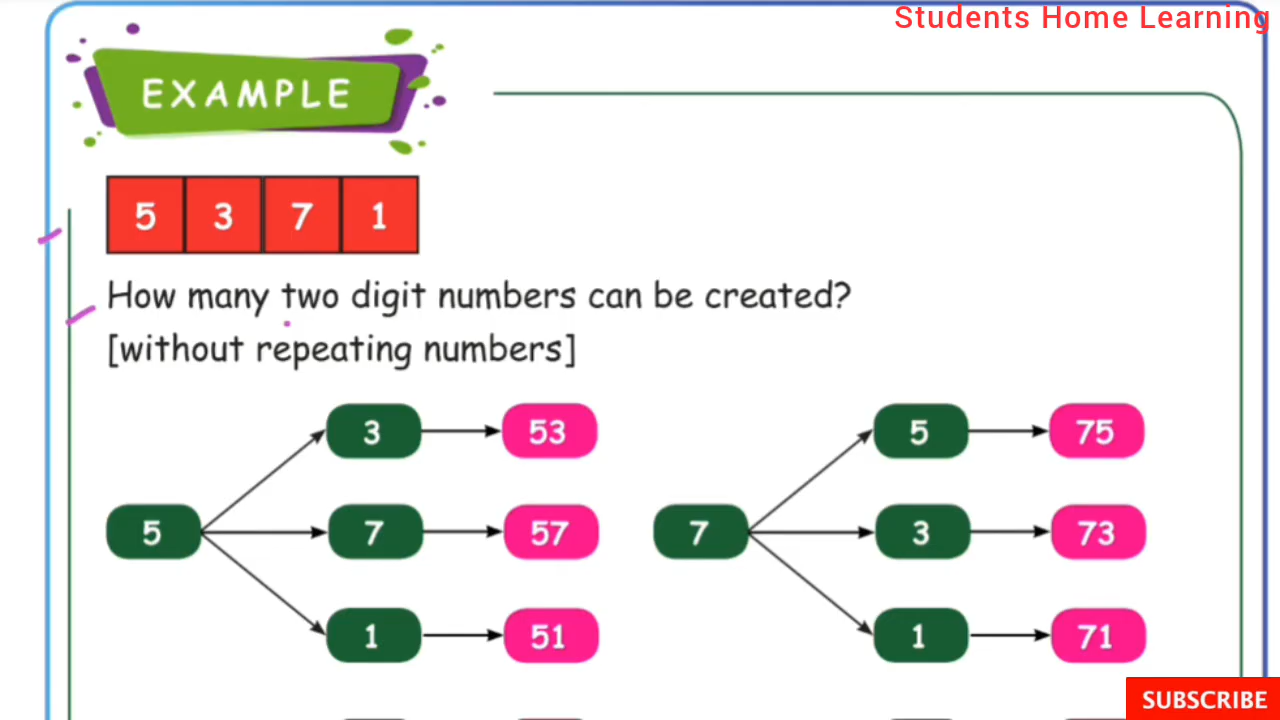 Students Home Learning
EXAMPLE
5 3 7 1
How many two digit numbers can be created?
[without repeating numbers]
3 53 5 75
5 7 57 7 3 73
1 51 1 71
SUBSCRIBE